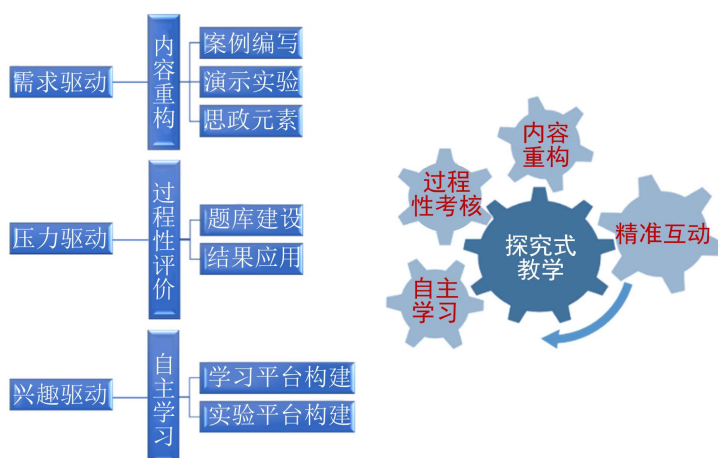 需求驱动
内容重构
案例编写
演示实验
思政元素
压力驱动
过程性评价
题库建设
结果应用
兴趣驱动
自主学习
学习平台构建
实验平台构建
内容
重构
过程
性考核
自主
学习
探究式
教学
精准互动